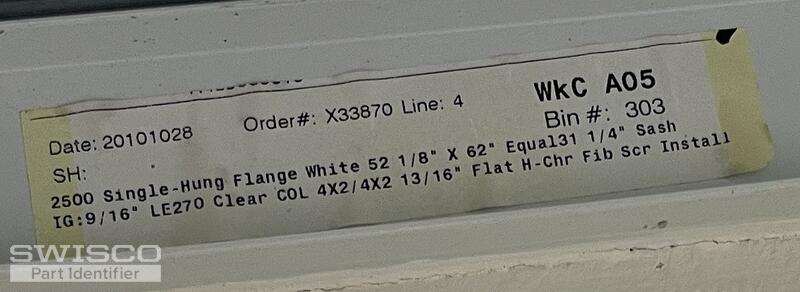 Date: 20101028 Order#: X33870 Line: 4 WkC A05
SH: Bin #: 303
2500 Single-Hung Flange White 52 1/8" X 62" Equal31 1/4" Sash
IG:9/16" LE270 Clear COL 4X2/4X2 13/16" Flat H-Chr Fib Scr Install
SWISCO
Part Identifier